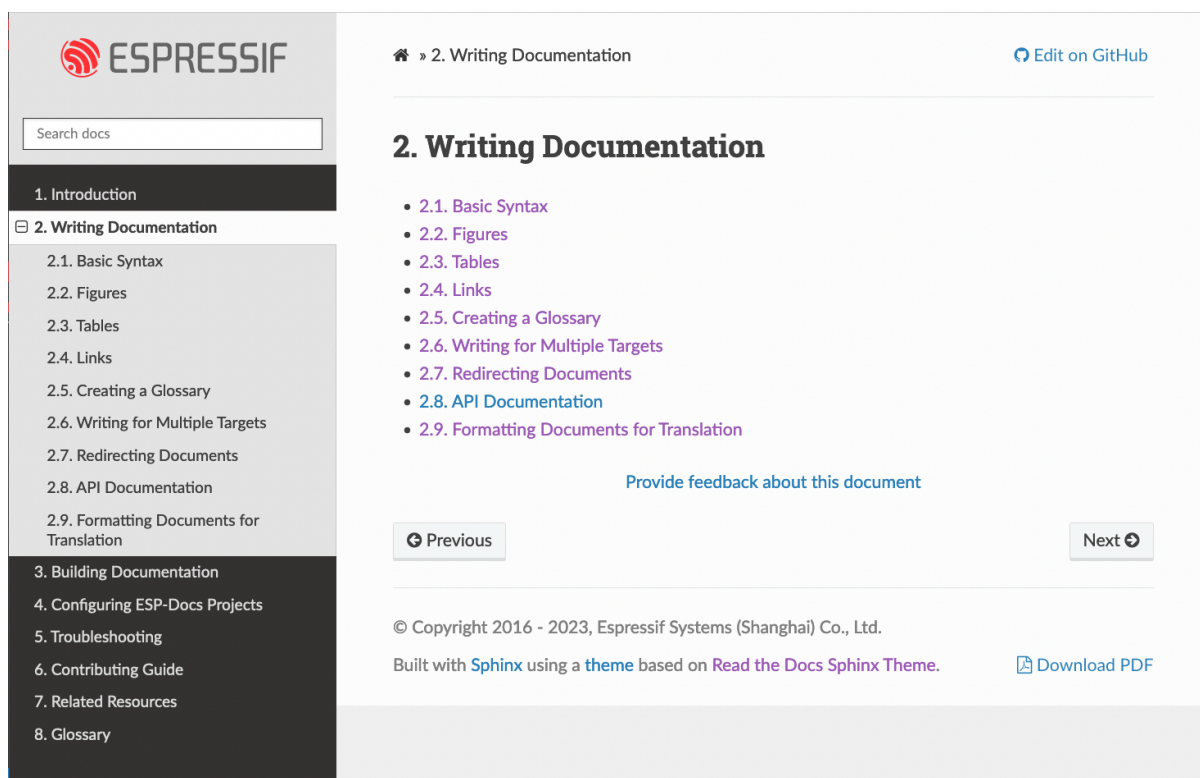 ESPRESSIF
Search docs
1. Introduction
2. Writing Documentation
2.1. Basic Syntax
2.2. Figures
2.3. Tables
2.4. Links
2.5. Creating a Glossary
2.6. Writing for Multiple Targets
2.7. Redirecting Documents
2.8. API Documentation
2.9. Formatting Documents for
Translation
3. Building Documentation
4. Configuring ESP-Docs Projects
5. Troubleshooting
6. Contributing Guide
7. Related Resources
8. Glossary
» 2. Writing Documentation
Edit on GitHub
2. Writing Documentation
• 2.1. Basic Syntax
• 2.2. Figures
• 2.3. Tables
• 2.4. Links
• 2.5. Creating a Glossary
• 2.6. Writing for Multiple Targets
• 2.7. Redirecting Documents
• 2.8. API Documentation
• 2.9. Formatting Documents for Translation
Provide feedback about this document
Previous
Next
© Copyright 2016 - 2023, Espressif Systems (Shanghai) Co., Ltd.
Built with Sphinx using a theme based on Read the Docs Sphinx Theme.
Download PDF